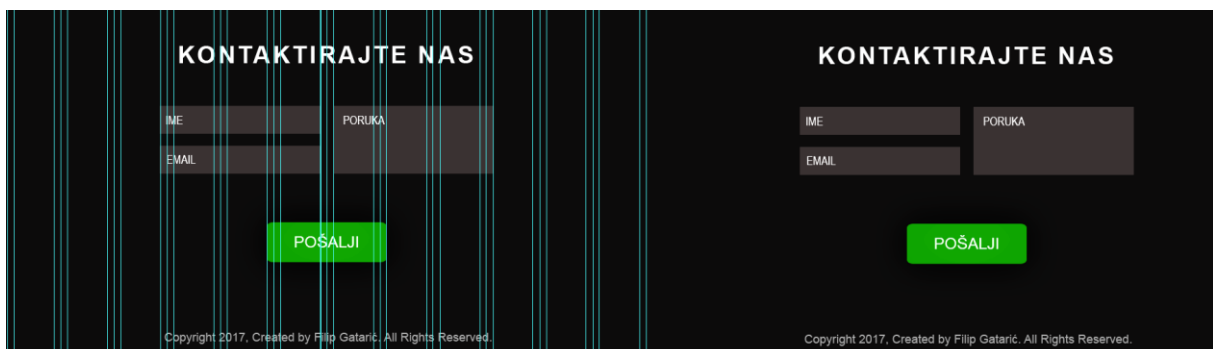 KONTAKTIRAJTE NAS
IME
PORUKA
EMAIL
POŠALJI
Copyright 2017, Created by Filip Gatarić. All Rights Reserved.
KONTAKTIRAJTE NAS
IME
PORUKA
EMAIL
POŠALJI
Copyright 2017, Created by Filip Gatarić. All Rights Reserved.